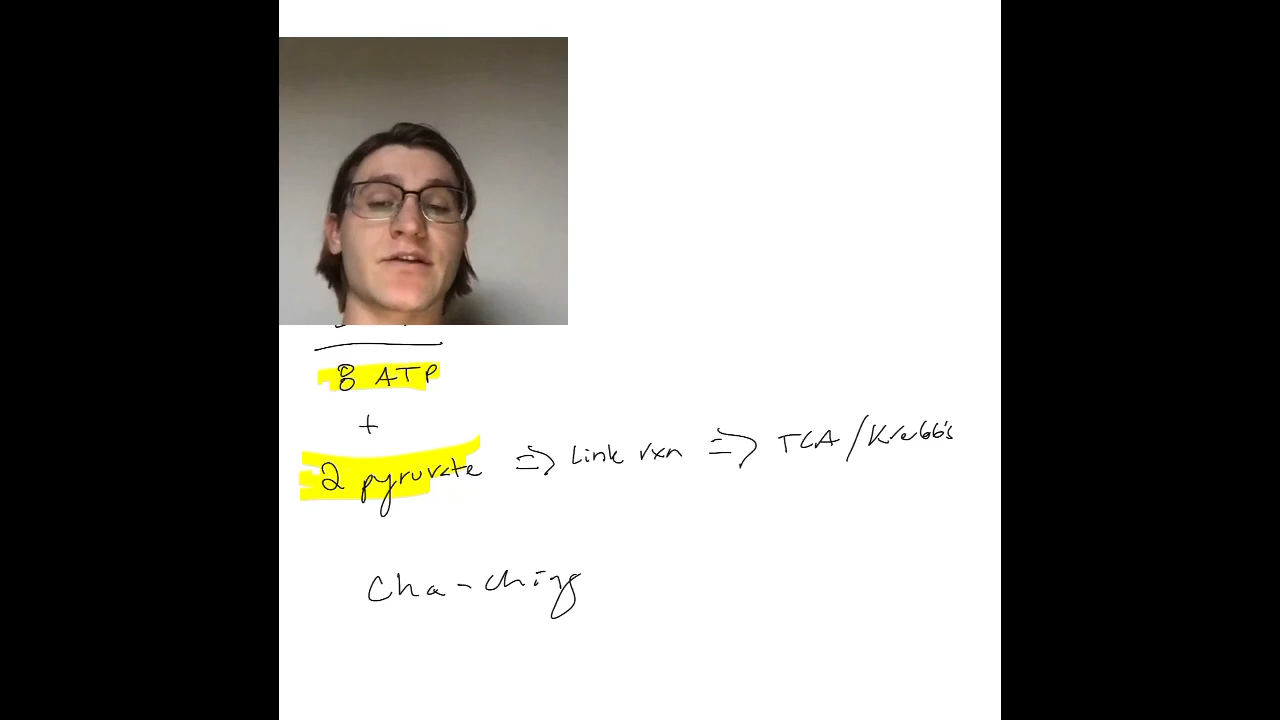 8 ATP
+
2 pyruvate => Link rxn => TCA/Krebb's
Cha-ching